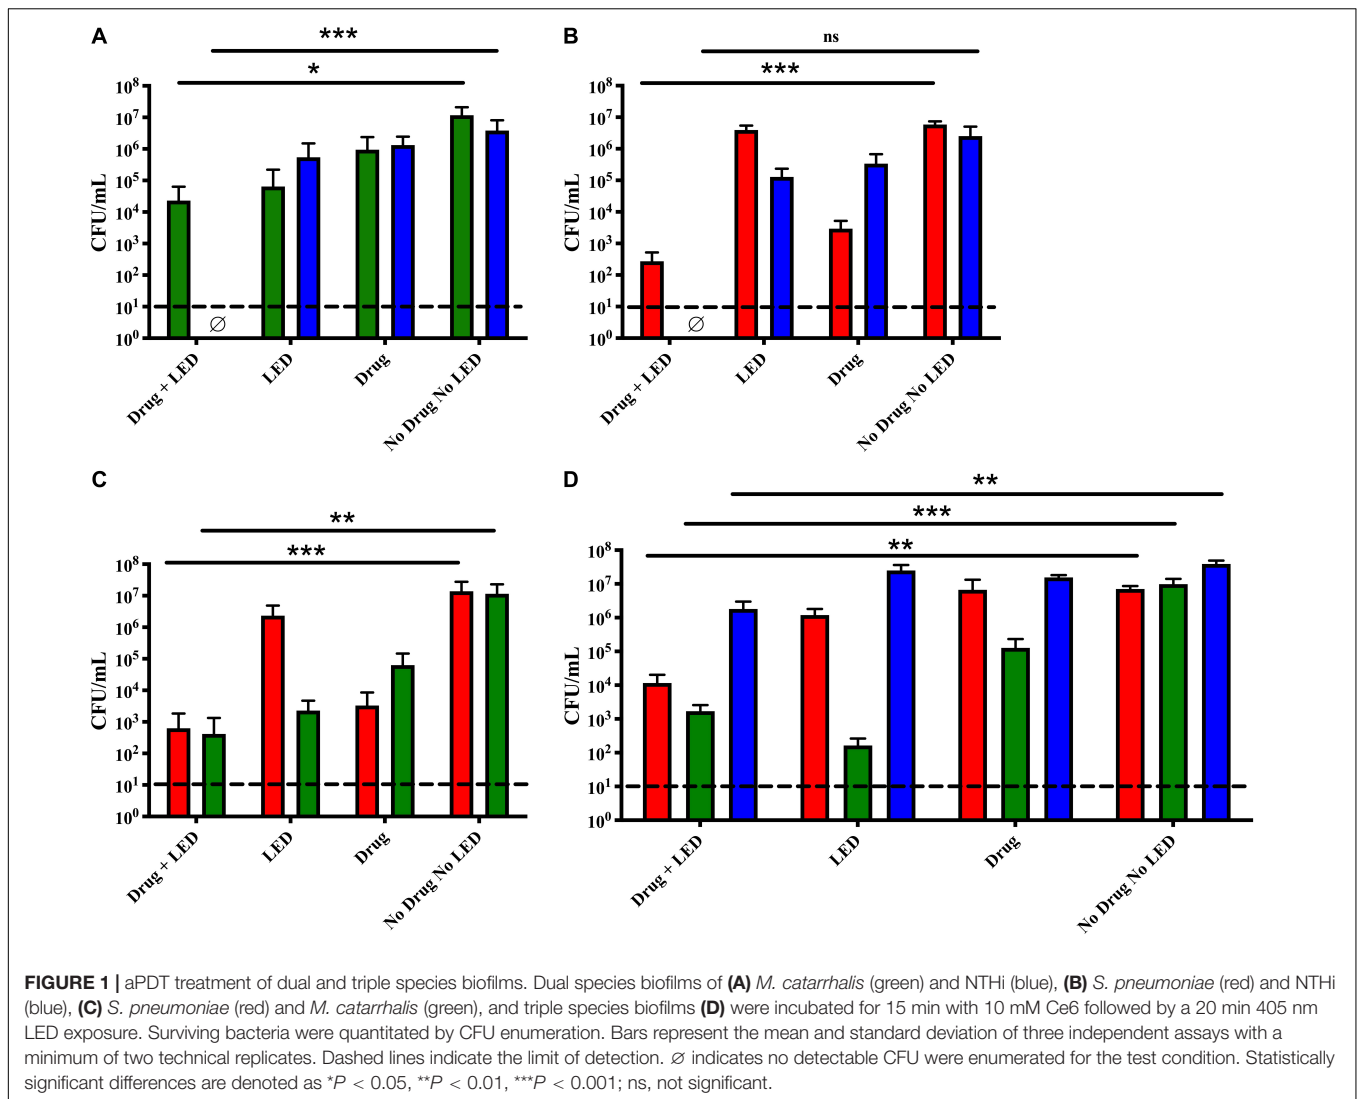 A
***
*
10⁸
10⁷
10⁶
10⁵
10⁴
10³
10²
10¹
10⁰
CFU/mL
∅
Drug + LED
LED
Drug
No Drug No LED
B
ns
***
10⁸
10⁷
10⁶
10⁵
10⁴
10³
10²
10¹
10⁰
CFU/mL
∅
Drug + LED
LED
Drug
No Drug No LED
C
**
***
10⁸
10⁷
10⁶
10⁵
10⁴
10³
10²
10¹
10⁰
CFU/mL
Drug + LED
LED
Drug
No Drug No LED
D
**
***
**
10⁸
10⁷
10⁶
10⁵
10⁴
10³
10²
10¹
10⁰
CFU/mL
Drug + LED
LED
Drug
No Drug No LED
FIGURE 1 | aPDT treatment of dual and triple species biofilms. Dual species biofilms of (A) M. catarrhalis (green) and NTHi (blue), (B) S. pneumoniae (red) and NTHi
(blue), (C) S. pneumoniae (red) and M. catarrhalis (green), and triple species biofilms (D) were incubated for 15 min with 10 mM Ce6 followed by a 20 min 405 nm
LED exposure. Surviving bacteria were quantitated by CFU enumeration. Bars represent the mean and standard deviation of three independent assays with a
minimum of two technical replicates. Dashed lines indicate the limit of detection. ∅ indicates no detectable CFU were enumerated for the test condition. Statistically
significant differences are denoted as *P < 0.05, **P < 0.01, ***P < 0.001; ns, not significant.